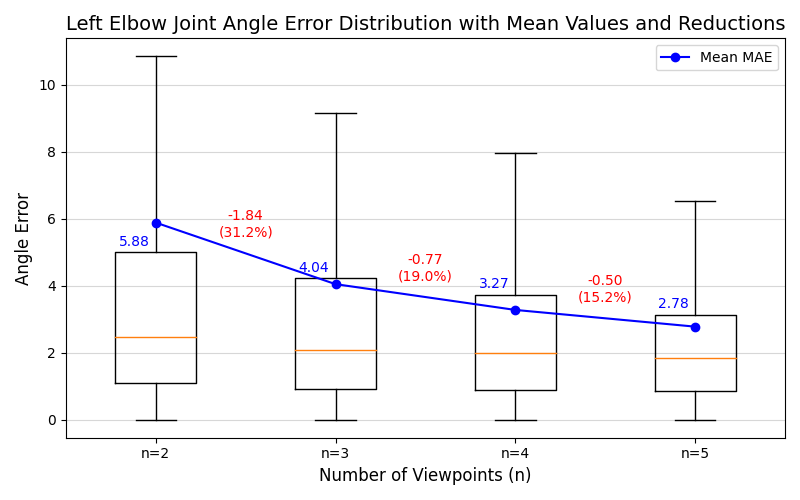 Left Elbow Joint Angle Error Distribution with Mean Values and Reductions
Mean MAE
Angle Error
10
8
6
4
2
0
5.88
-1.84
(31.2%)
4.04
-0.77
(19.0%)
3.27
-0.50
(15.2%)
2.78
n=2
n=3
n=4
n=5
Number of Viewpoints (n)